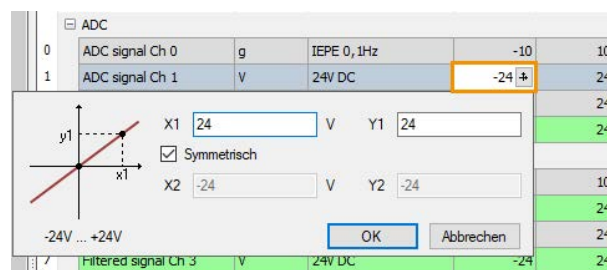 ADC
0 ADC signal Ch 0 g IEPE 0,1Hz -10 10
1 ADC signal Ch 1 V 24V DC -24 24
24
y1 X1 24 V Y1 24 24
x1 Symmetrisch
X2 -24 V Y2 -24 10
24
-24V ... +24V OK Abbrechen 24
7 Filtered signal Ch 3 V 24V DC -24 24